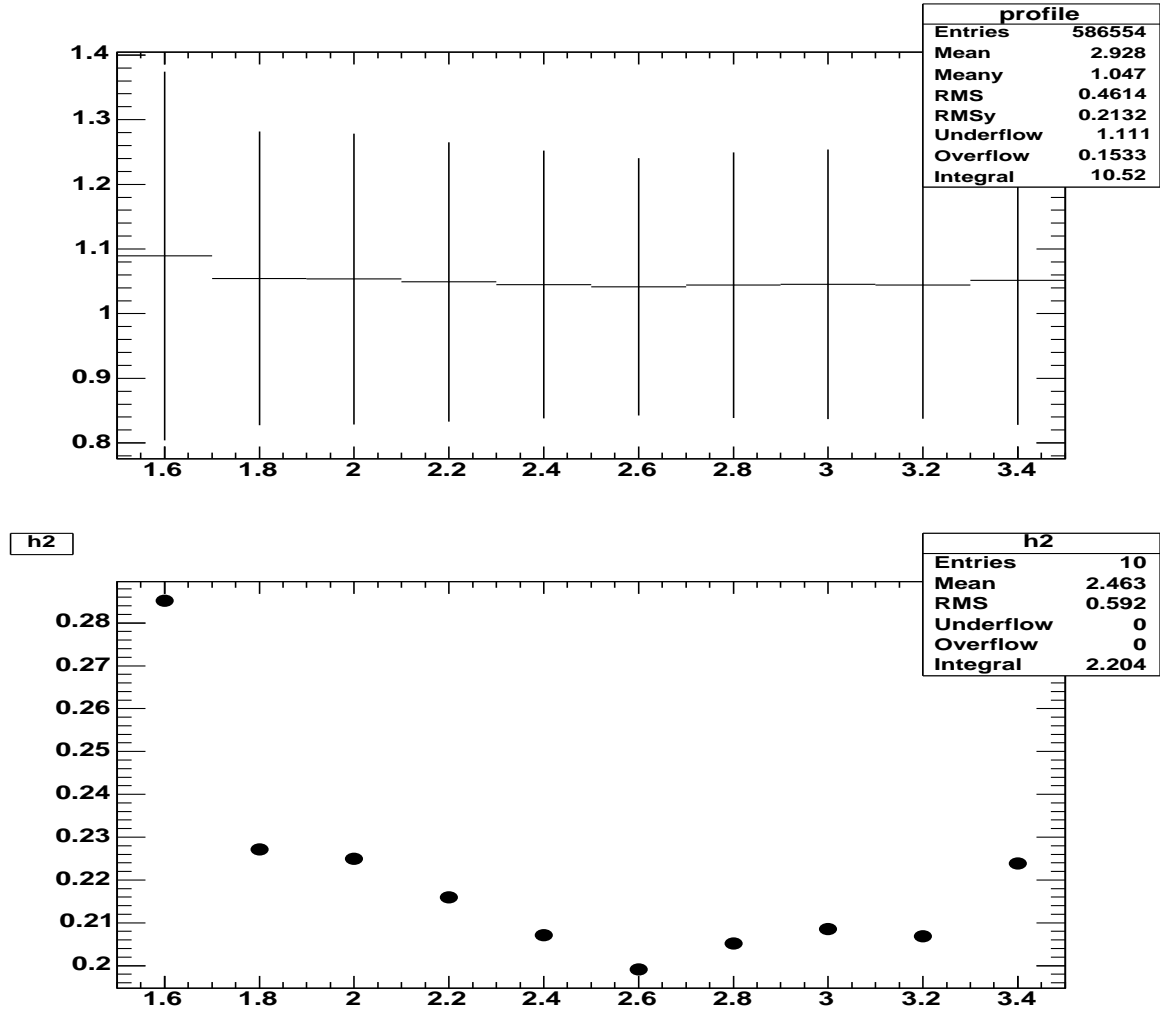 profile
Entries 586554
Mean 2.928
Meany 1.047
RMS 0.4614
RMSy 0.2132
Underflow 1.111
Overflow 0.1533
Integral 10.52
1.4
1.3
1.2
1.1
1
0.9
0.8
1.6 1.8 2 2.2 2.4 2.6 2.8 3 3.2 3.4
h2
h2
Entries 10
Mean 2.463
RMS 0.592
Underflow 0
Overflow 0
Integral 2.204
0.28
0.27
0.26
0.25
0.24
0.23
0.22
0.21
0.2
1.6 1.8 2 2.2 2.4 2.6 2.8 3 3.2 3.4